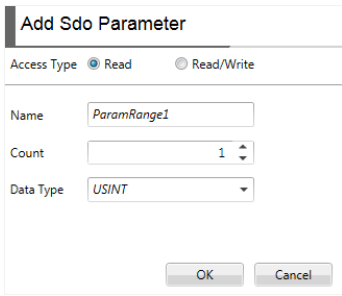 Add Sdo Parameter
Access Type Read Read/Write
Name ParamRange1
Count 1
Data Type USINT
OK Cancel